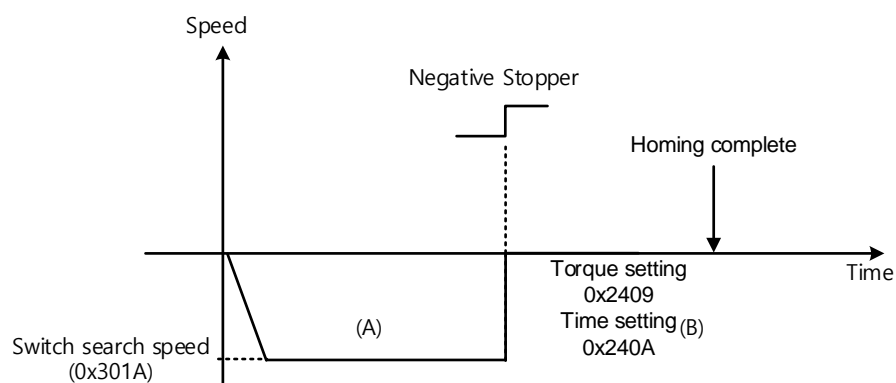 Speed
Negative Stopper
Homing complete
Time
Torque setting
0x2409
Time setting
0x240A
(B)
(A)
Switch search speed
(0x301A)